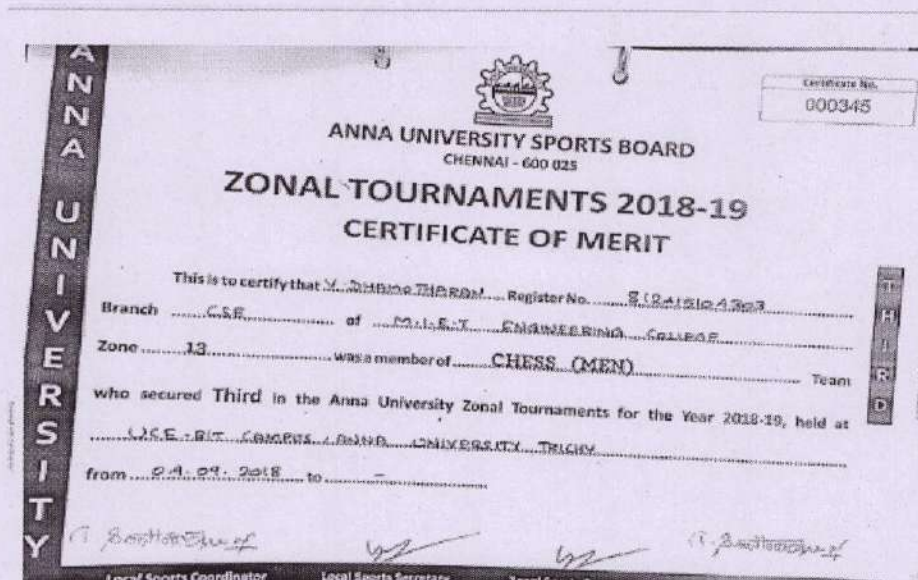 ANNA UNIVERSITY
Certificate No.
000345
ANNA UNIVERSITY SPORTS BOARD
CHENNAI - 600 025
ZONAL TOURNAMENTS 2018-19
CERTIFICATE OF MERIT
This is to certify that V. DHAMOTHARAN Register No. 812415104303
Branch CSE of M.I.E.T ENGINEERING COLLEGE
Zone 13 was a member of CHESS (MEN) Team
who secured Third in the Anna University Zonal Tournaments for the Year 2018-19, held at
UCE-BIT CAMPUS, ANNA UNIVERSITY TRICHY
from 04.09.2018 to -
THIRD
Local Sports Coordinator Local Sports Secretary